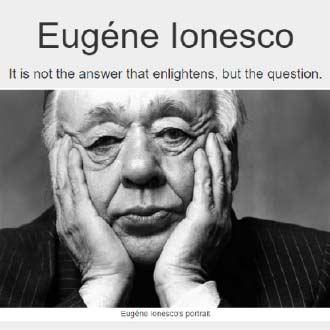 Eugéne Ionesco
It is not the answer that enlightens, but the question.
Eugéne Ionesco's portrait